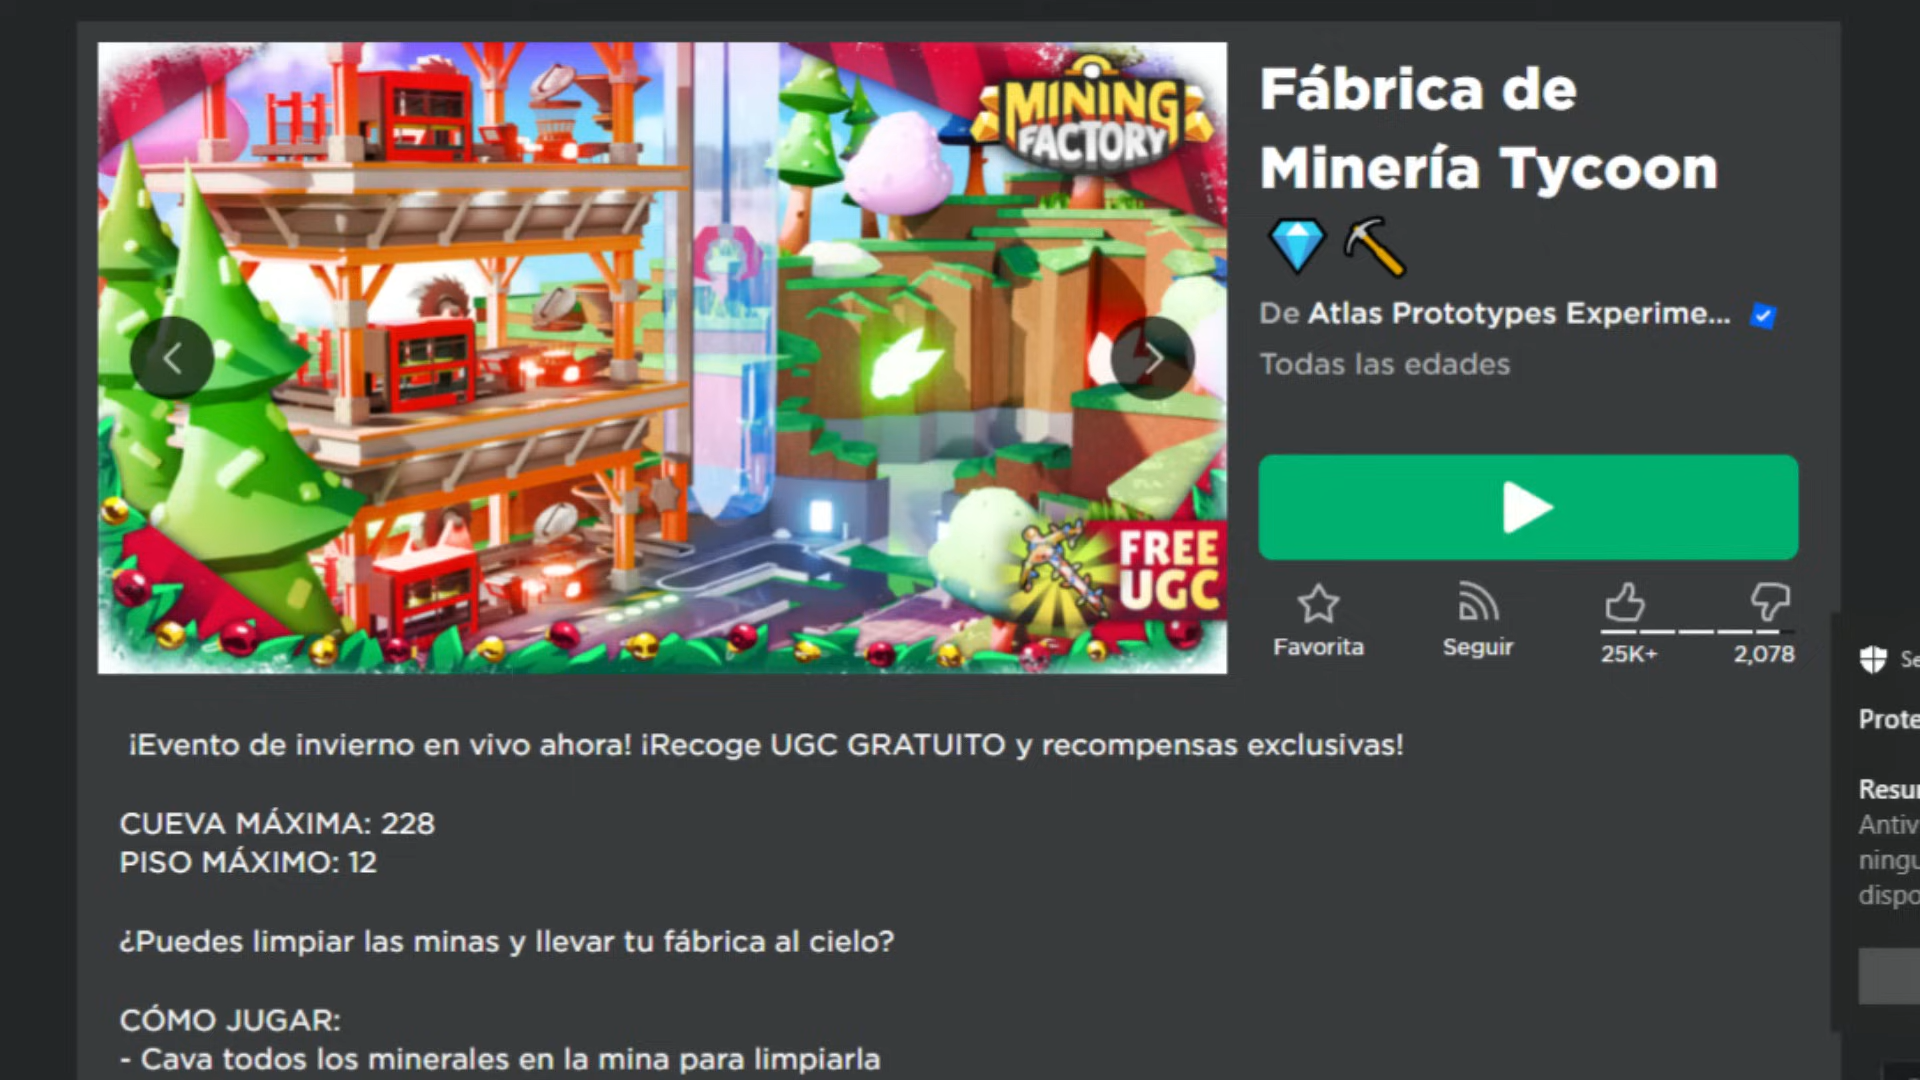 MINING
FACTORY
FREE
UGC
Fábrica de
Minería Tycoon
De Atlas Prototypes Experime...
Todas las edades
Favorita
Seguir
25K+
2,078
¡Evento de invierno en vivo ahora! ¡Recoge UGC GRATUITO y recompensas exclusivas!
CUEVA MÁXIMA: 228
PISO MÁXIMO: 12
¿Puedes limpiar las minas y llevar tu fábrica al cielo?
CÓMO JUGAR:
- Cava todos los minerales en la mina para limpiarla
Se
Prote
Resu
Antiv
ningu
dispo